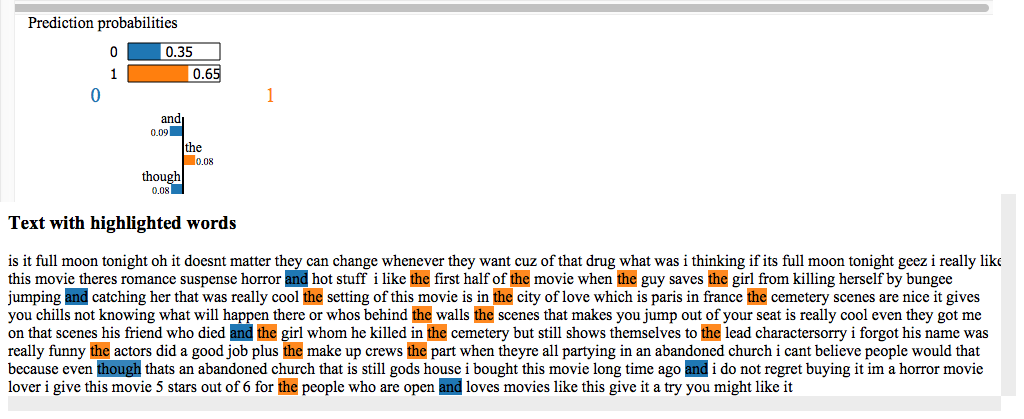 Prediction probabilities
0 0.35
1 0.65
0 1
and
0.09
the
0.08
though
0.08
Text with highlighted words
is it full moon tonight oh it doesnt matter they can change whenever they want cuz of that drug what was i thinking if its full moon tonight geez i really like
this movie theres romance suspense horror and hot stuff i like the first half of the movie when the guy saves the girl from killing herself by bungee
jumping and catching her that was really cool the setting of this movie is in the city of love which is paris in france the cemetery scenes are nice it gives
you chills not knowing what will happen there or whos behind the walls the scenes that makes you jump out of your seat is really cool even they got me
on that scenes his friend who died and the girl whom he killed in the cemetery but still shows themselves to the lead charactersorry i forgot his name was
really funny the actors did a good job plus the make up crews the part when theyre all partying in an abandoned church i cant believe people would that
because even though thats an abandoned church that is still gods house i bought this movie long time ago and i do not regret buying it im a horror movie
lover i give this movie 5 stars out of 6 for the people who are open and loves movies like this give it a try you might like it